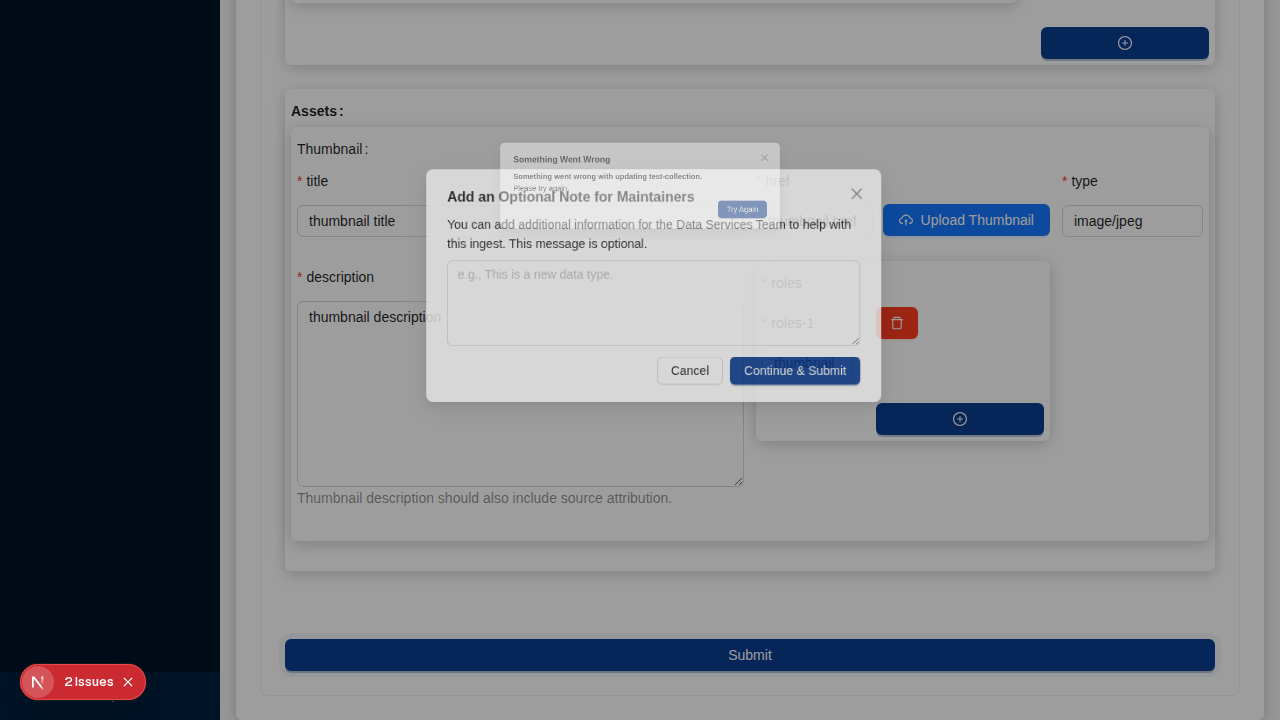 Assets :
Thumbnail :
Something Went Wrong
Something went wrong with updating test-collection.
Please try again.
Try Again
* title
* href
* type
Add an Optional Note for Maintainers
thumbnail title
Upload Thumbnail
image/jpeg
You can add additional information for the Data Services Team to help with
this ingest. This message is optional.
* description
e.g., This is a new data type.
* roles
thumbnail description
* roles-1
thumbnail
Cancel
Continue & Submit
Thumbnail description should also include source attribution.
Submit
N
2 Issues